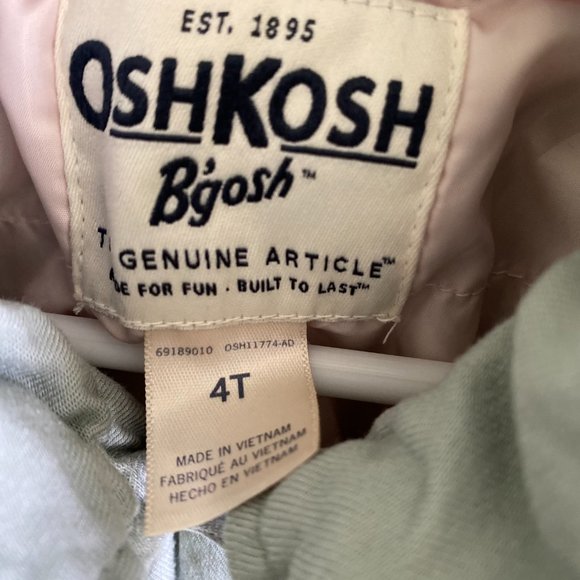 EST. 1895
OSHKOSH
B'gosh™
GENUINE ARTICLE™
FOR FUN · BUILT TO LAST™
69189010 OSH11774-AD
4T
MADE IN VIETNAM
FABRIQUÉ AU VIETNAM
HECHO EN VIETNAM